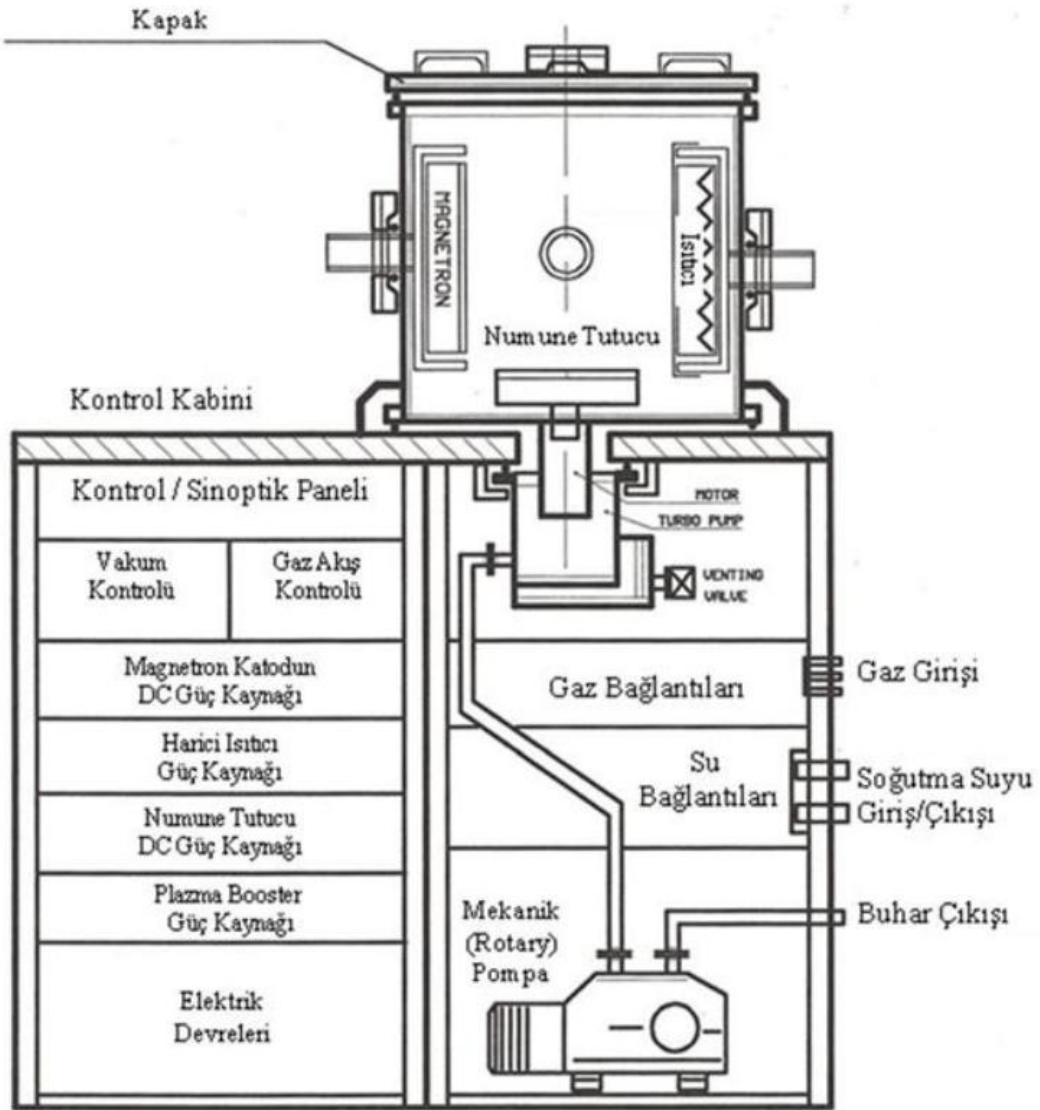 Kapak
MAGNETRON
Isıtıcı
Numune Tutucu
Kontrol Kabini
Kontrol / Sinoptik Paneli
MOTOR
TURBO PUMP
Vakum
Kontrolü
Gaz Akış
Kontrolü
VENTING
VALVE
Magnetron Katodun
DC Güç Kaynağı
Gaz Bağlantıları
Gaz Girişi
Harici Isıtıcı
Güç Kaynağı
Su
Bağlantıları
Soğutma Suyu
Giriş/Çıkışı
Numune Tutucu
DC Güç Kaynağı
Plazma Booster
Güç Kaynağı
Mekanik
(Rotary)
Pompa
Buhar Çıkışı
Elektrik
Devreleri